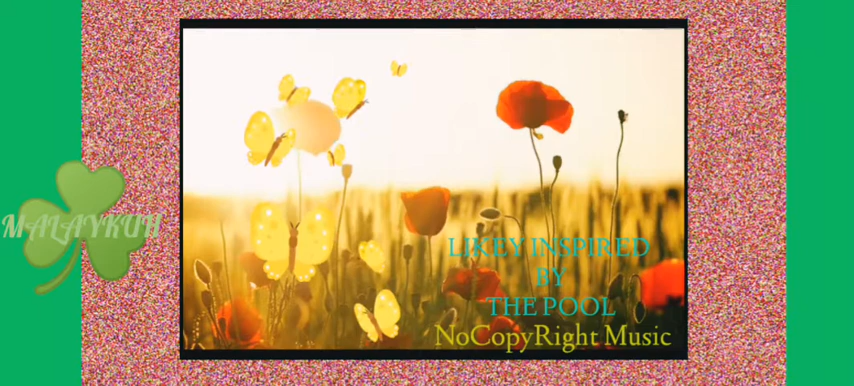 MALAYKUH
LIKEY INSPIRED
BY
THE POOL
NoCopyRight Music